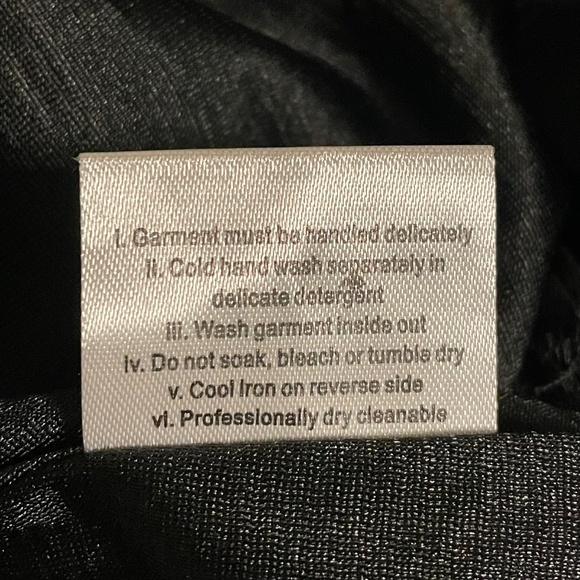 i. Garment must be handled delicately
ii. Cold hand wash separately in
delicate detergent
iii. Wash garment inside out
iv. Do not soak, bleach or tumble dry
v. Cool Iron on reverse side
vi. Professionally dry cleanable